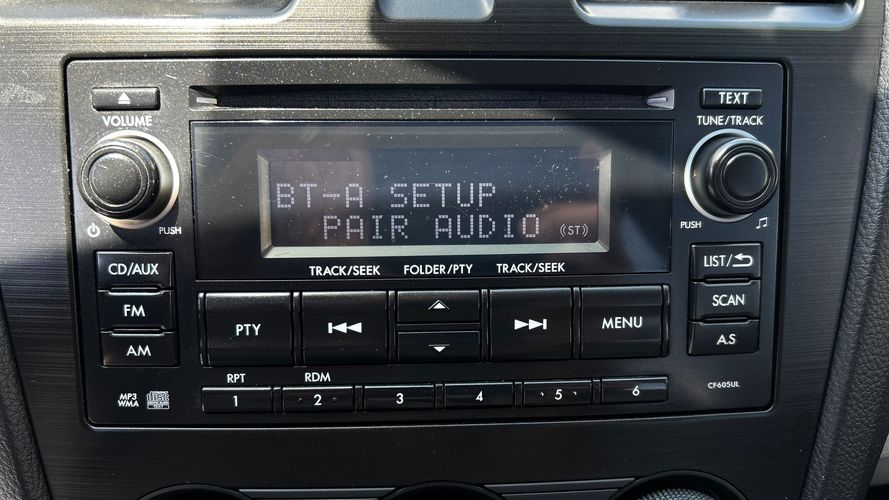 TEXT
VOLUME
TUNE/TRACK
BT-A SETUP
PAIR AUDIO (ST)
PUSH
PUSH
TRACK/SEEK FOLDER/PTY TRACK/SEEK
CD/AUX
LIST/
FM
PTY
MENU
SCAN
AM
A.S
RPT RDM
1 2 3 4 5 6
MP3
WMA
CF605UL